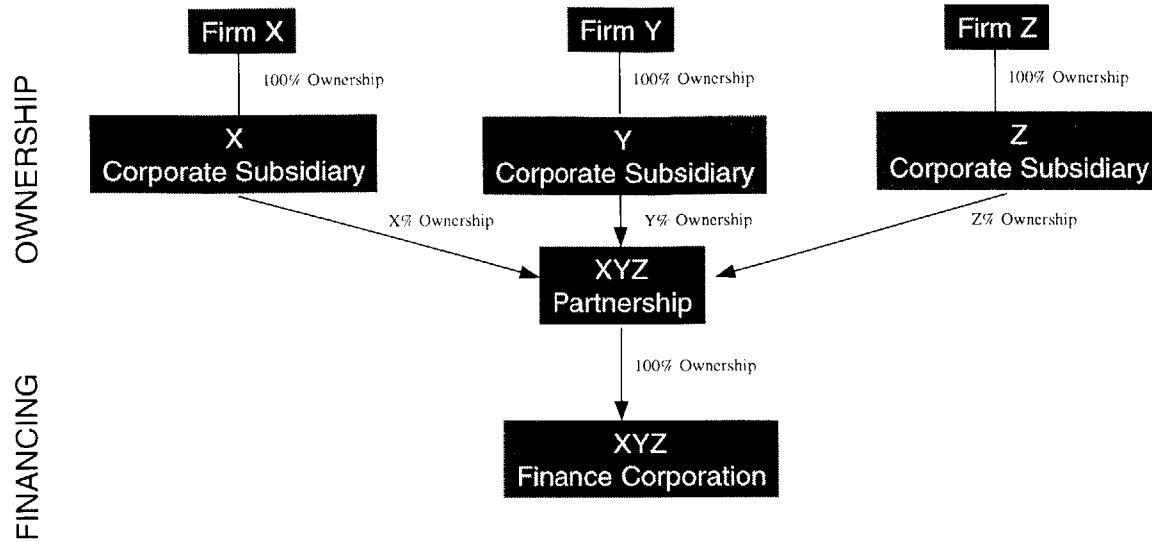 Firm X
Firm Y
Firm Z
100% Ownership
100% Ownership
100% Ownership
X
Corporate Subsidiary
Y
Corporate Subsidiary
Z
Corporate Subsidiary
X% Ownership
Y% Ownership
Z% Ownership
XYZ
Partnership
100% Ownership
XYZ
Finance Corporation
OWNERSHIP
FINANCING